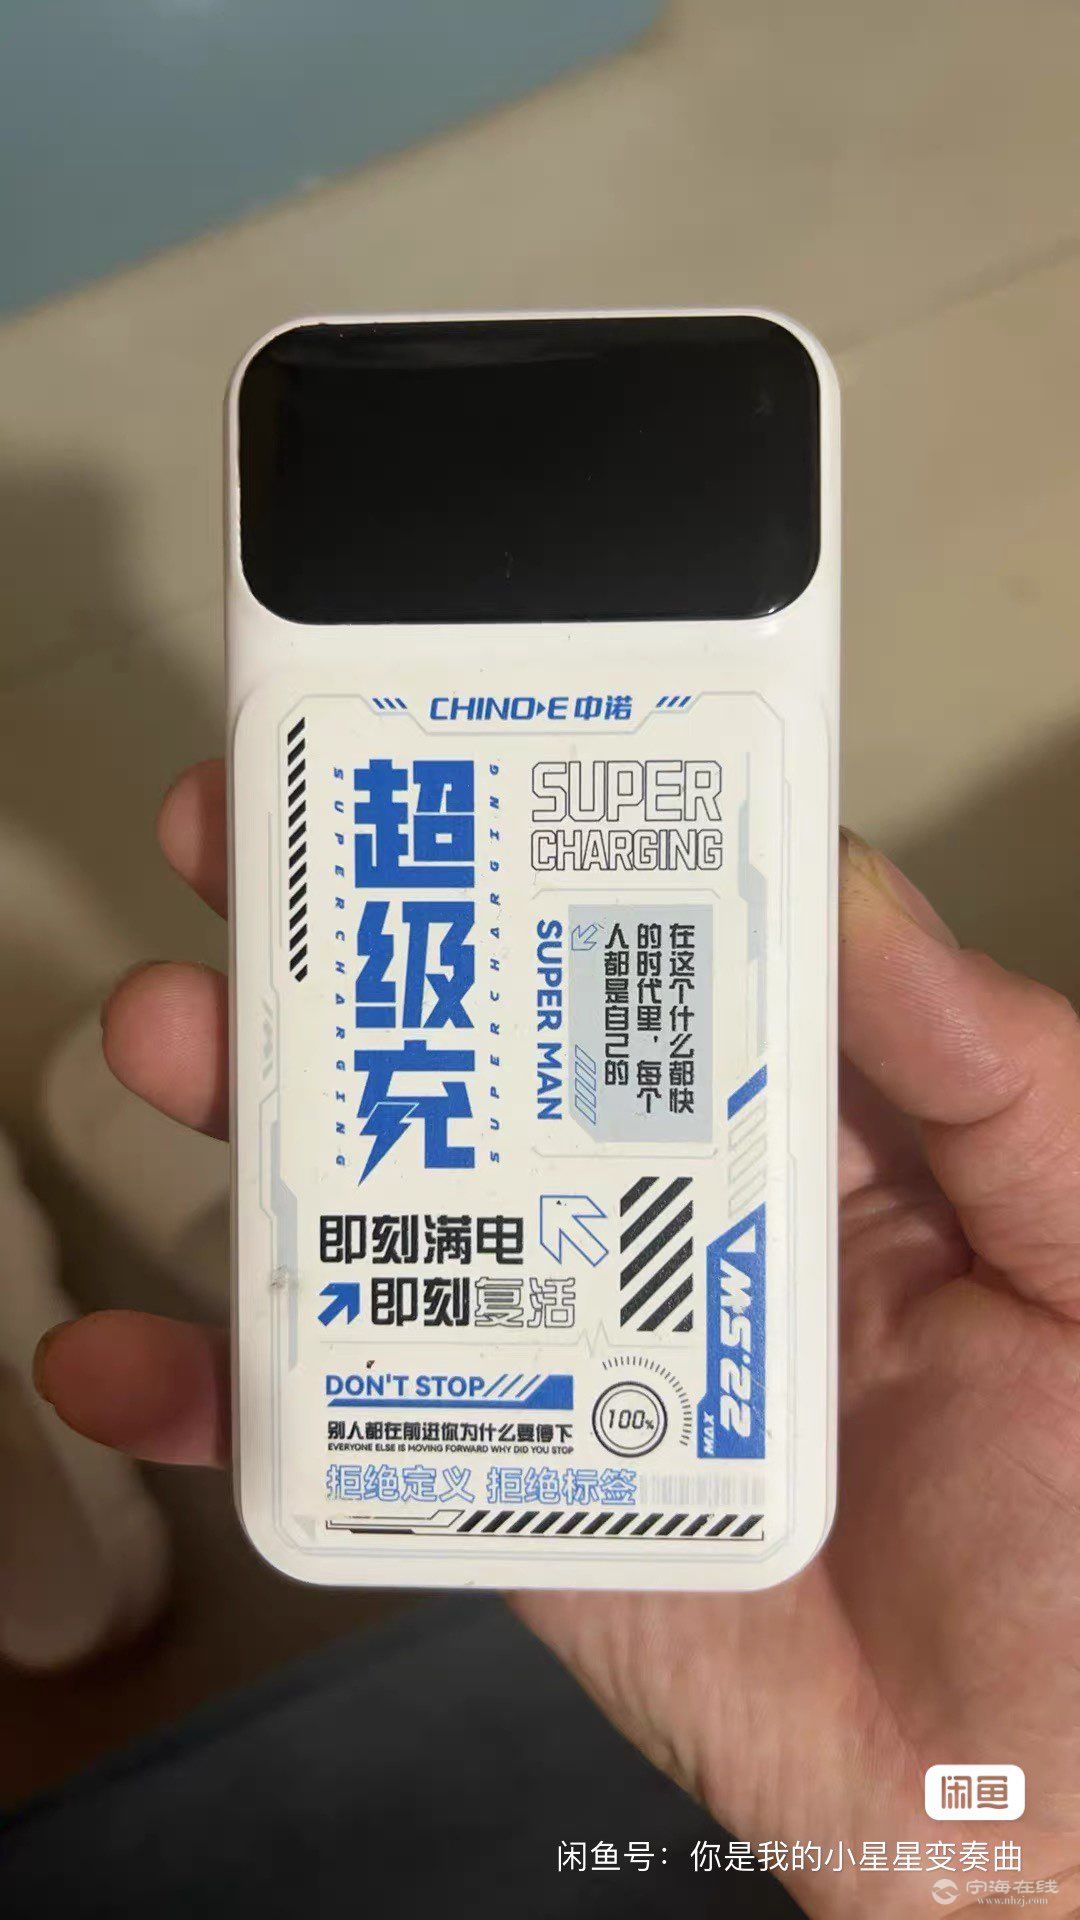 CHINO-E 中诺
超级充
SUPERCHARGING
SUPERCHARGING
SUPER
CHARGING
在这个什么都快
的时代里，每个
人都是自己的
SUPER MAN
即刻满电
即刻复活
MAX 22.5W
DON'T STOP
别人都在前进你为什么要停下
EVERYONE ELSE IS MOVING FORWARD WHY DID YOU STOP
100%
拒绝定义 拒绝标签
闲鱼
闲鱼号：你是我的小星星变奏曲
宁海在线
www.nhzj.com